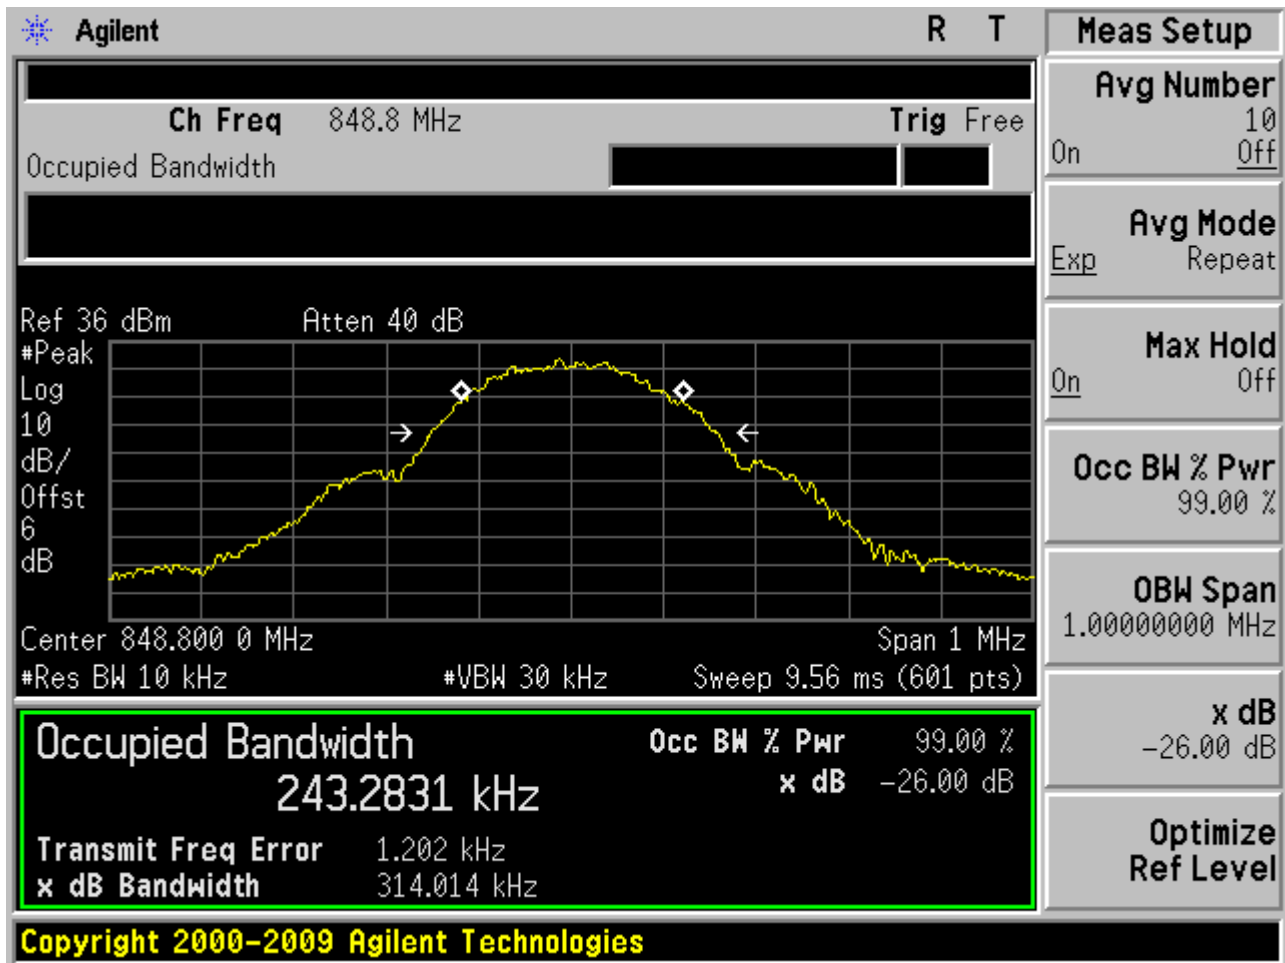 Agilent R T
Ch Freq 848.8 MHz Trig Free
Occupied Bandwidth
Ref 36 dBm Atten 40 dB
#Peak
Log
10
dB/
Offst
6
dB
Center 848.800 0 MHz Span 1 MHz
#Res BW 10 kHz #VBW 30 kHz Sweep 9.56 ms (601 pts)
Occupied Bandwidth Occ BW % Pwr 99.00 %
243.2831 kHz x dB -26.00 dB
Transmit Freq Error 1.202 kHz
x dB Bandwidth 314.014 kHz
Meas Setup
Avg Number
10
On Off
Avg Mode
Exp Repeat
Max Hold
On Off
Occ BW % Pwr
99.00 %
OBW Span
1.00000000 MHz
x dB
-26.00 dB
Optimize
Ref Level
Copyright 2000-2009 Agilent Technologies